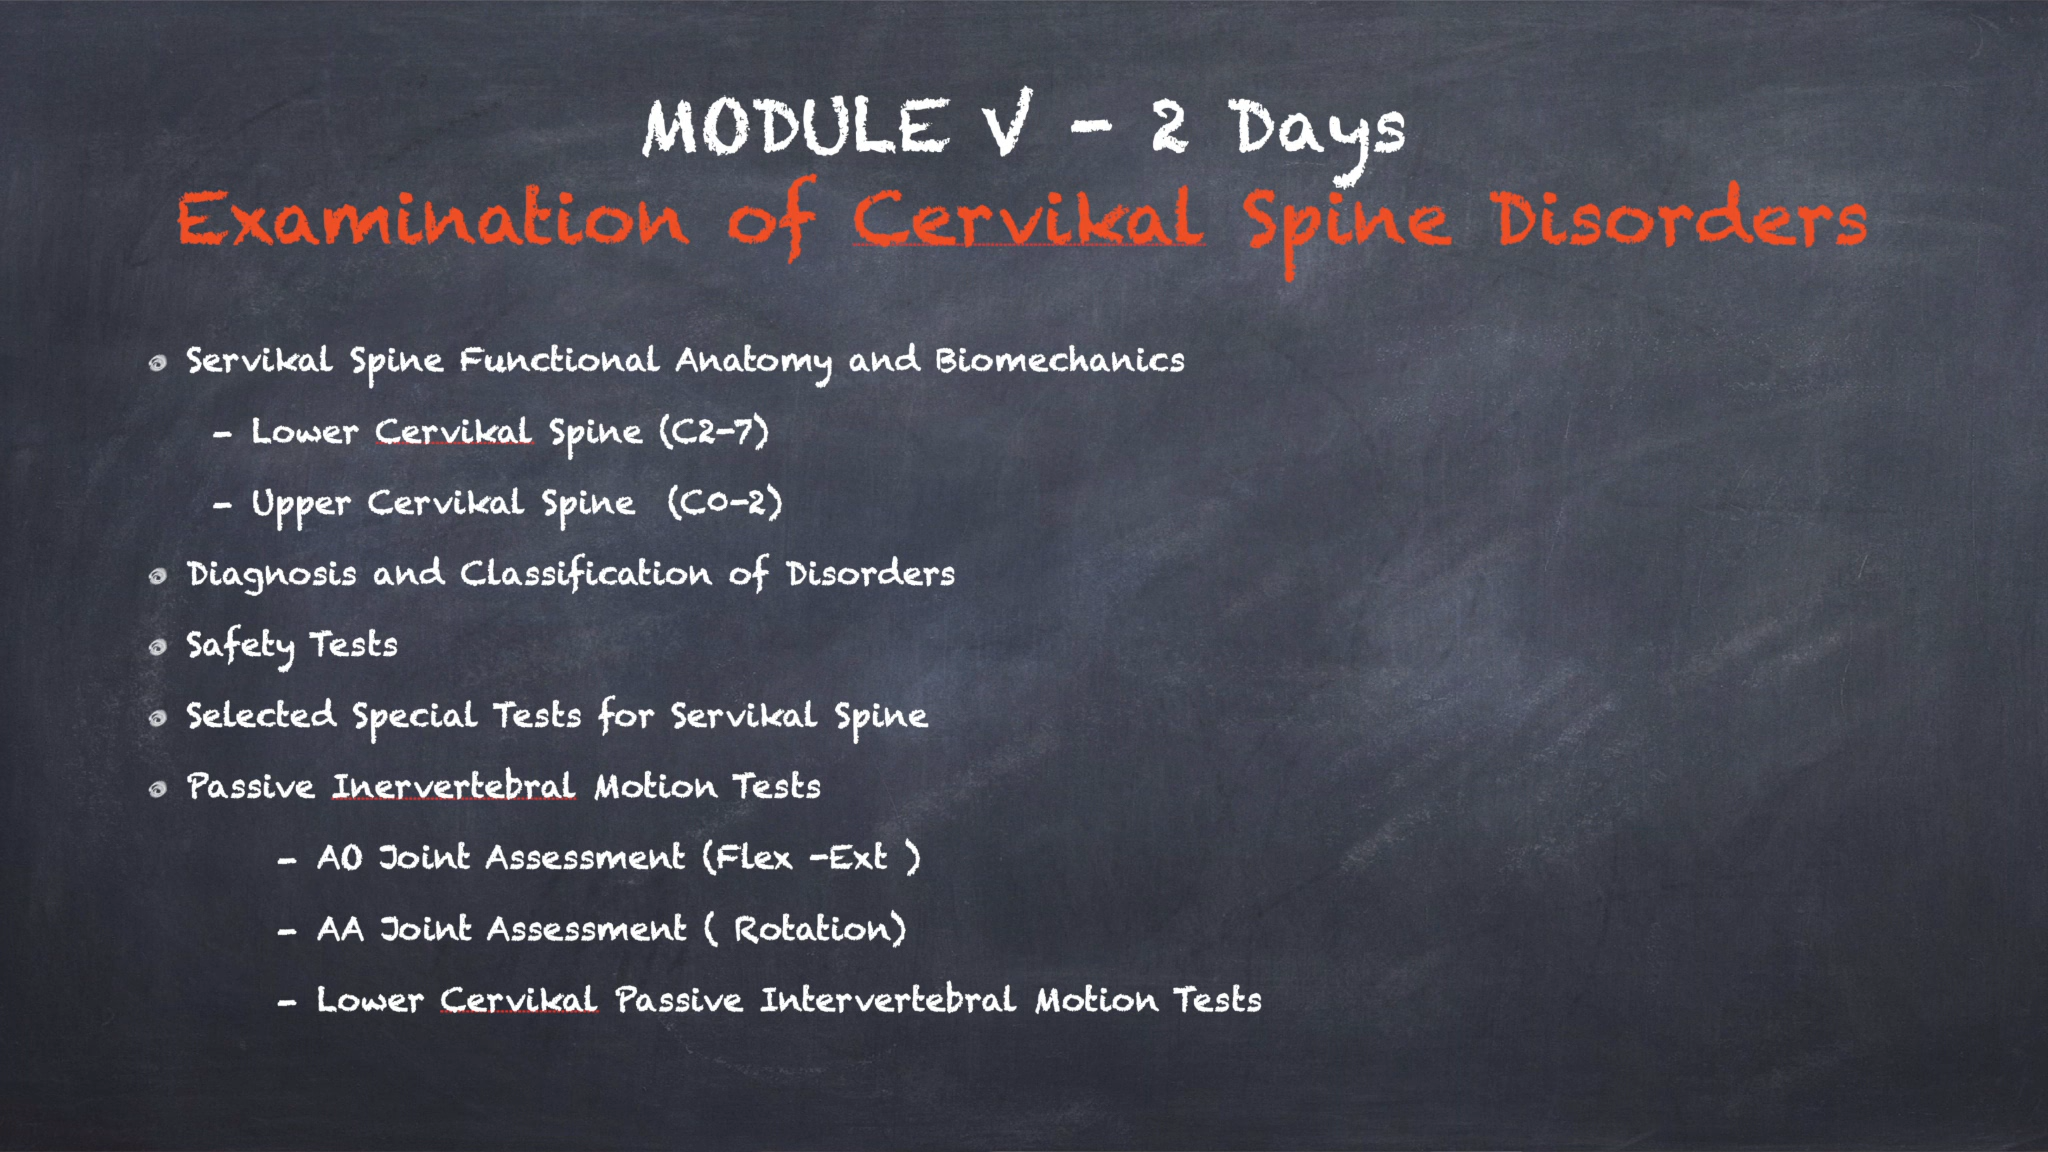 MODULE V - 2 Days
Examination of Cervikal Spine Disorders
Servikal Spine Functional Anatomy and Biomechanics
- Lower Cervikal Spine (C2-7)
- Upper Cervikal Spine (C0-2)
Diagnosis and Classification of Disorders
Safety Tests
Selected Special Tests for Servikal Spine
Passive Inervertebral Motion Tests
- AO Joint Assessment (Flex -Ext )
- AA Joint Assessment ( Rotation)
- Lower Cervikal Passive Intervertebral Motion Tests